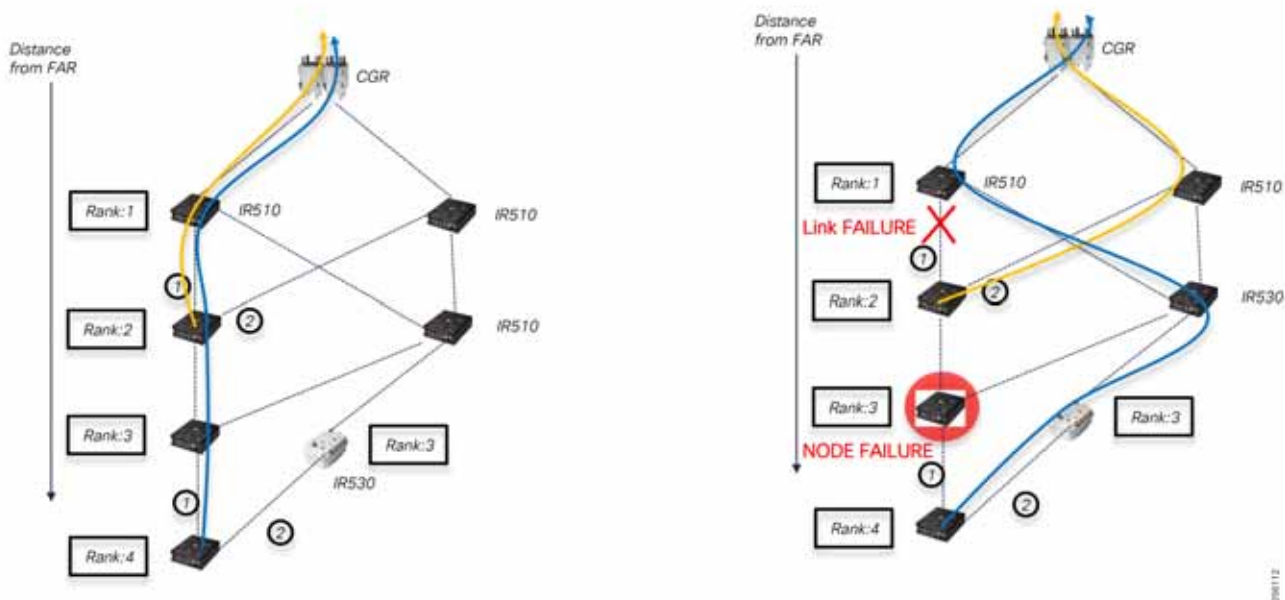 Distance
from FAR
CGR
Rank:1
IR510
IR510
1
Rank:2
2
IR510
Rank:3
Rank:3
IR530
1
2
Rank:4
Distance
from FAR
CGR
Rank:1
IR510
IR510
Link FAILURE
1
Rank:2
2
IR530
Rank:3
Rank:3
NODE FAILURE
1
2
Rank:4